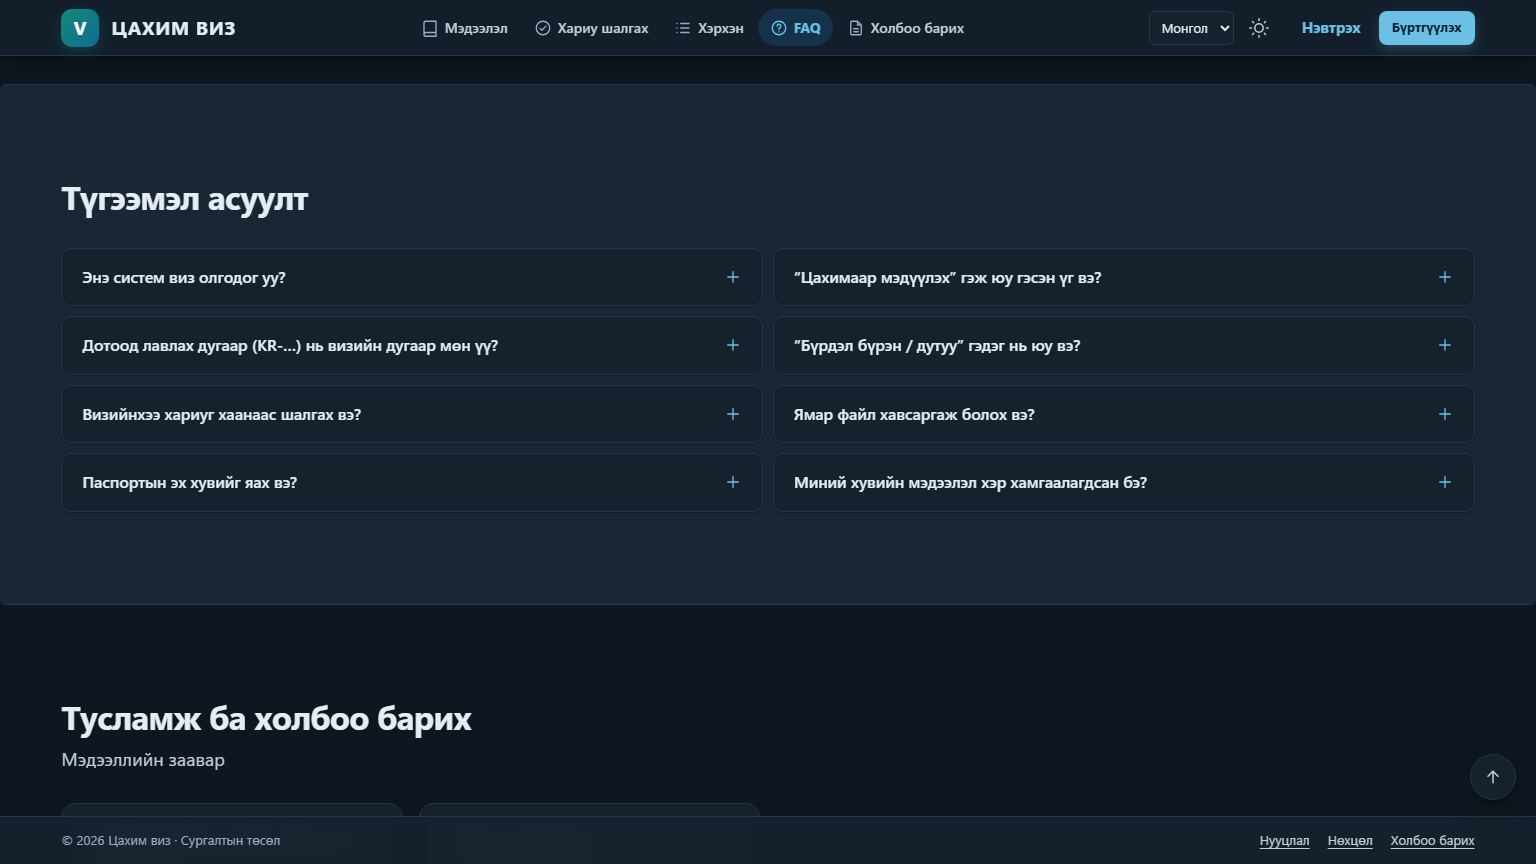 V ЦАХИМ ВИЗ
Мэдээлэл
Хариу шалгах
Хэрхэн
FAQ
Холбоо барих
Монгол
Нэвтрэх
Бүртгүүлэх
Түгээмэл асуулт
Энэ систем виз олгодог уу?
“Цахимаар мэдүүлэх” гэж юу гэсэн үг вэ?
Дотоод лавлах дугаар (KR-...) нь визийн дугаар мөн үү?
“Бүрдэл бүрэн / дутуу” гэдэг нь юу вэ?
Визийнхээ хариуг хаанаас шалгах вэ?
Ямар файл хавсаргаж болох вэ?
Паспортын эх хувийг яах вэ?
Миний хувийн мэдээлэл хэр хамгаалагдсан бэ?
Тусламж ба холбоо барих
Мэдээллийн заавар
© 2026 Цахим виз · Сургалтын төсөл
Нууцлал
Нөхцөл
Холбоо барих